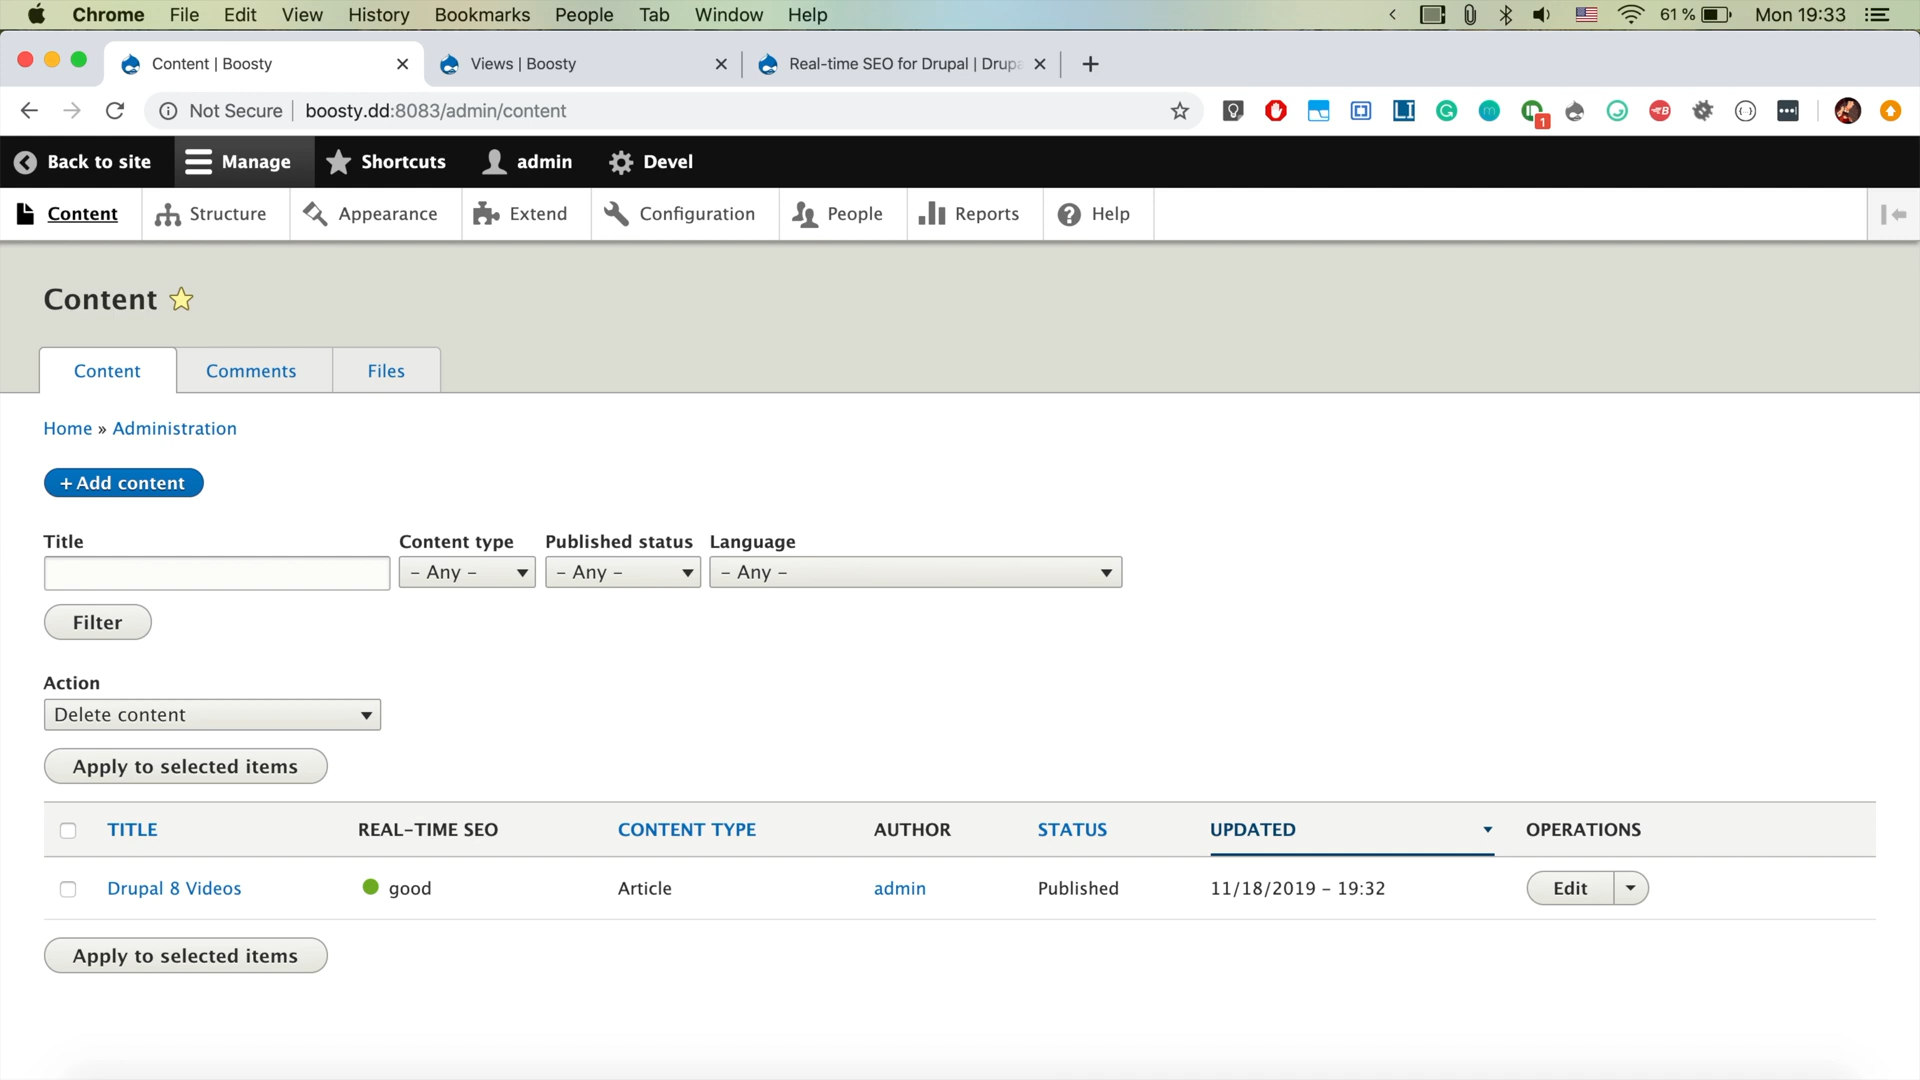 Chrome File Edit View History Bookmarks People Tab Window Help 61 % Mon 19:33
Content | Boosty Views | Boosty Real-time SEO for Drupal | Drupa
Not Secure boosty.dd:8083/admin/content 1
Back to site Manage Shortcuts admin Devel
Content Structure Appearance Extend Configuration People Reports Help
Content
Content Comments Files
Home » Administration
+ Add content
Title Content type Published status Language
– Any – – Any – – Any –
Filter
Action
Delete content
Apply to selected items
TITLE REAL-TIME SEO CONTENT TYPE AUTHOR STATUS UPDATED OPERATIONS
Drupal 8 Videos good Article admin Published 11/18/2019 – 19:32 Edit
Apply to selected items